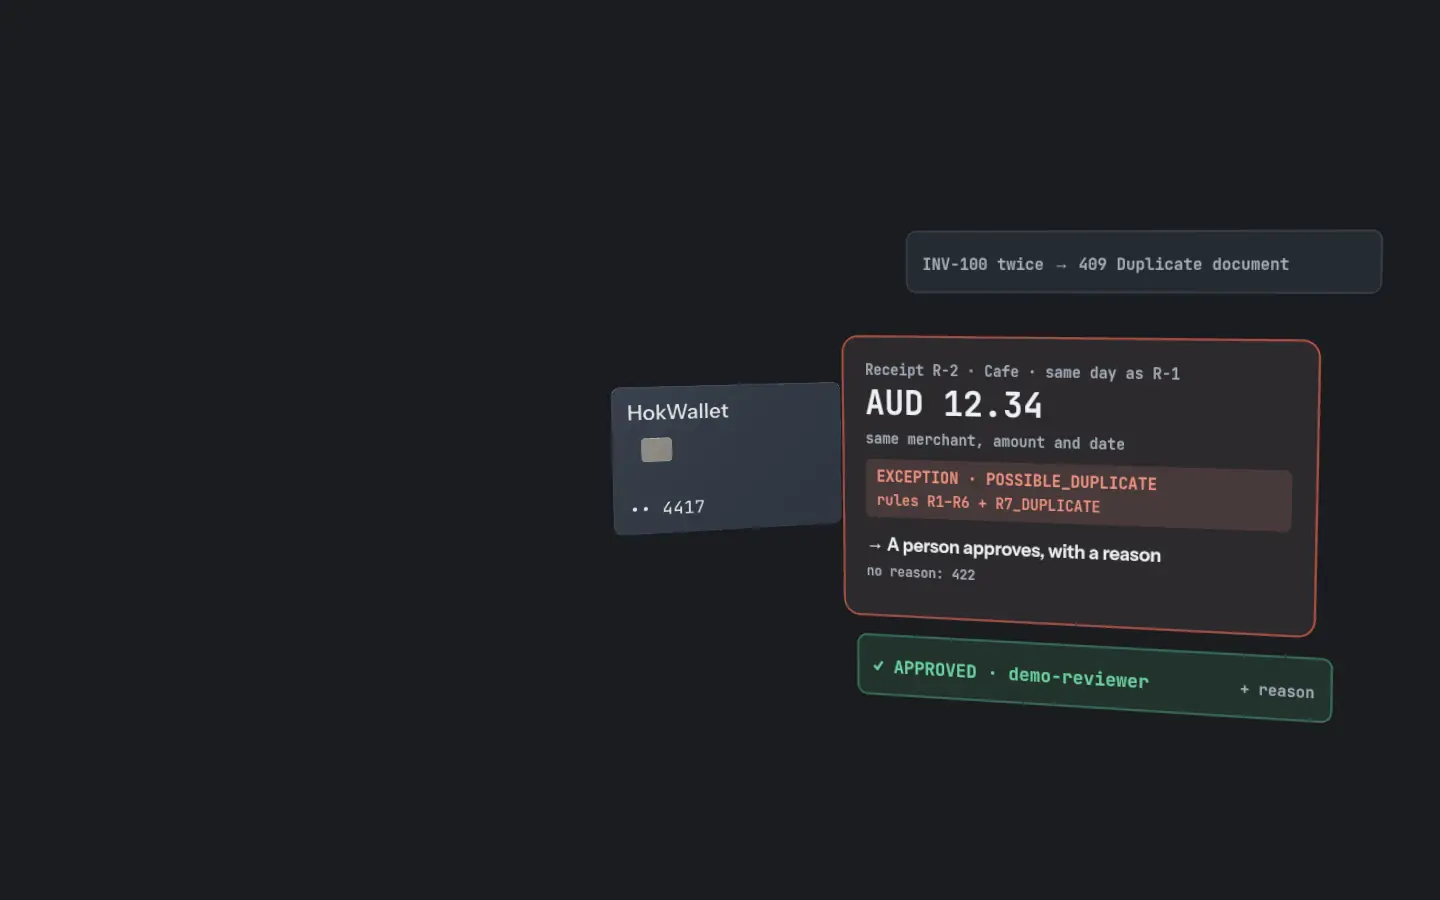 INV-100 twice → 409 Duplicate document
HokWallet
•• 4417
Receipt R-2 · Cafe · same day as R-1
AUD 12.34
same merchant, amount and date
EXCEPTION · POSSIBLE_DUPLICATE
rules R1–R6 + R7_DUPLICATE
→ A person approves, with a reason
no reason: 422
✓ APPROVED · demo-reviewer + reason